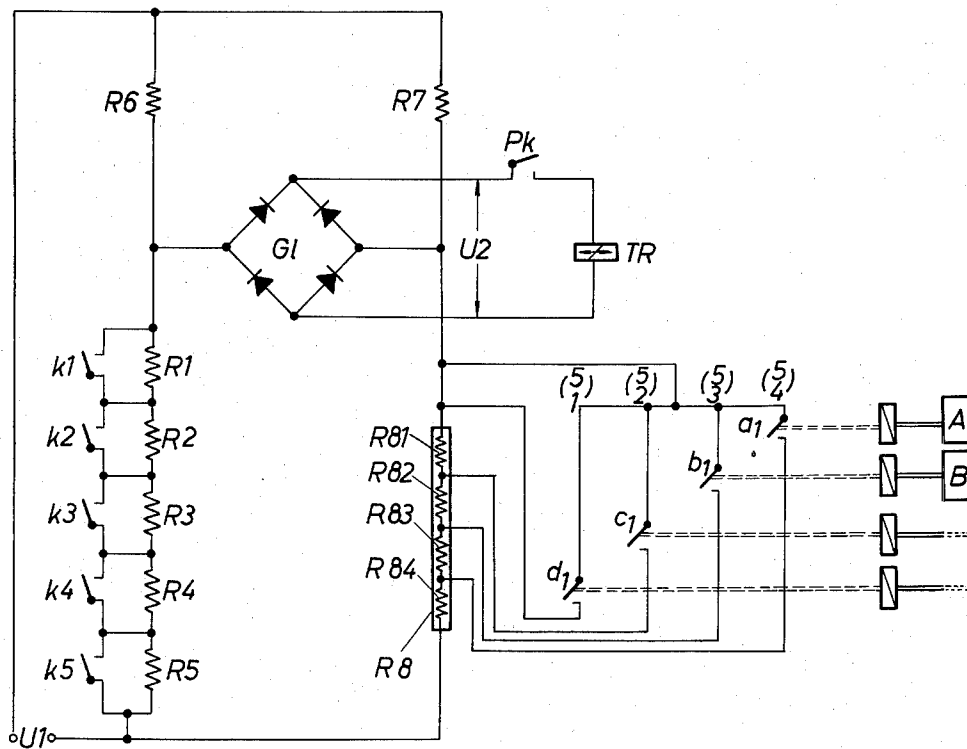 R6
R7
Pk
Gl
U2
TR
k1
R1
k2
R2
k3
R3
k4
R4
k5
R5
U1
R81
R82
R83
R84
R8
(5/1)
(5/2)
(5/3)
(5/4)
a1
b1
c1
d1
A
B